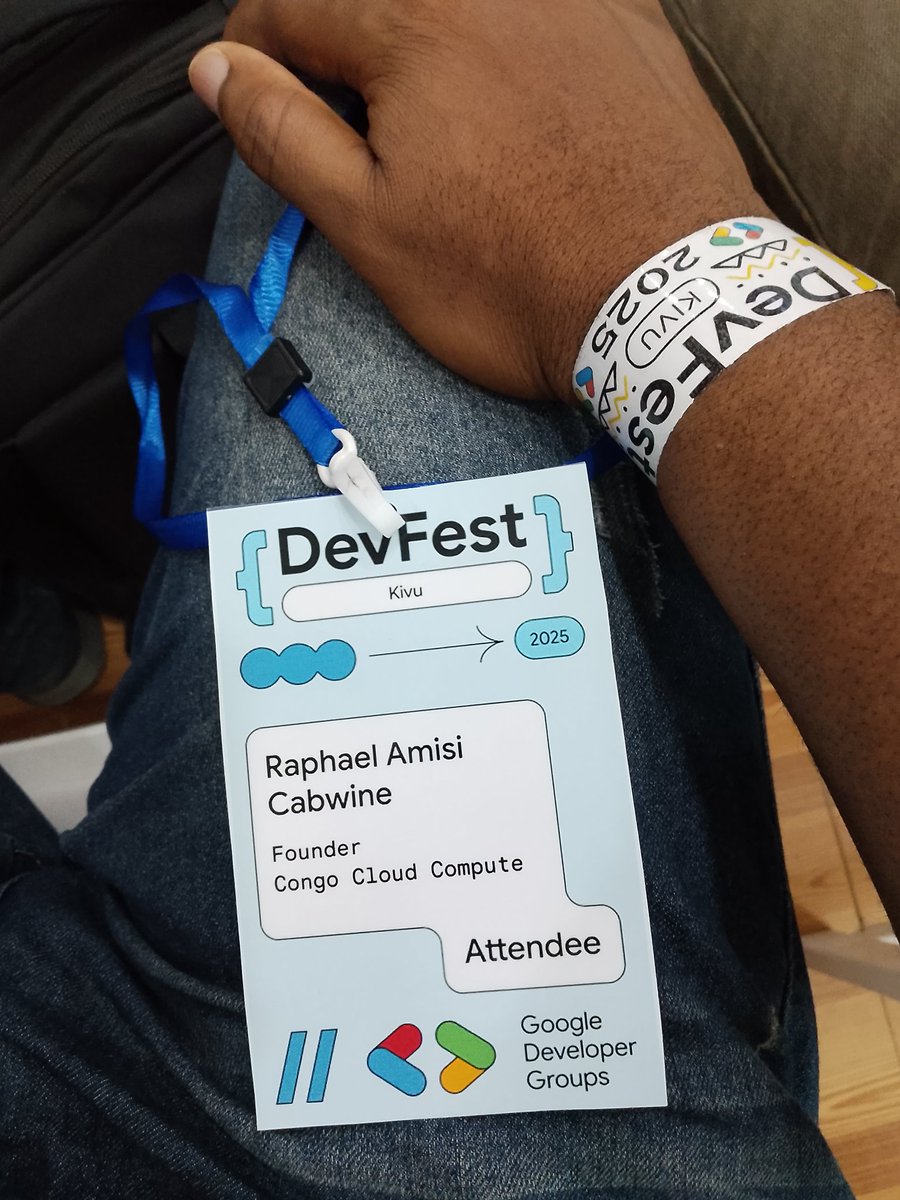 DevFest
KIVU
2025
DevFest
Kivu
2025
Raphael Amisi
Cabwine
Founder
Congo Cloud Compute
Attendee
Google
Developer
Groups